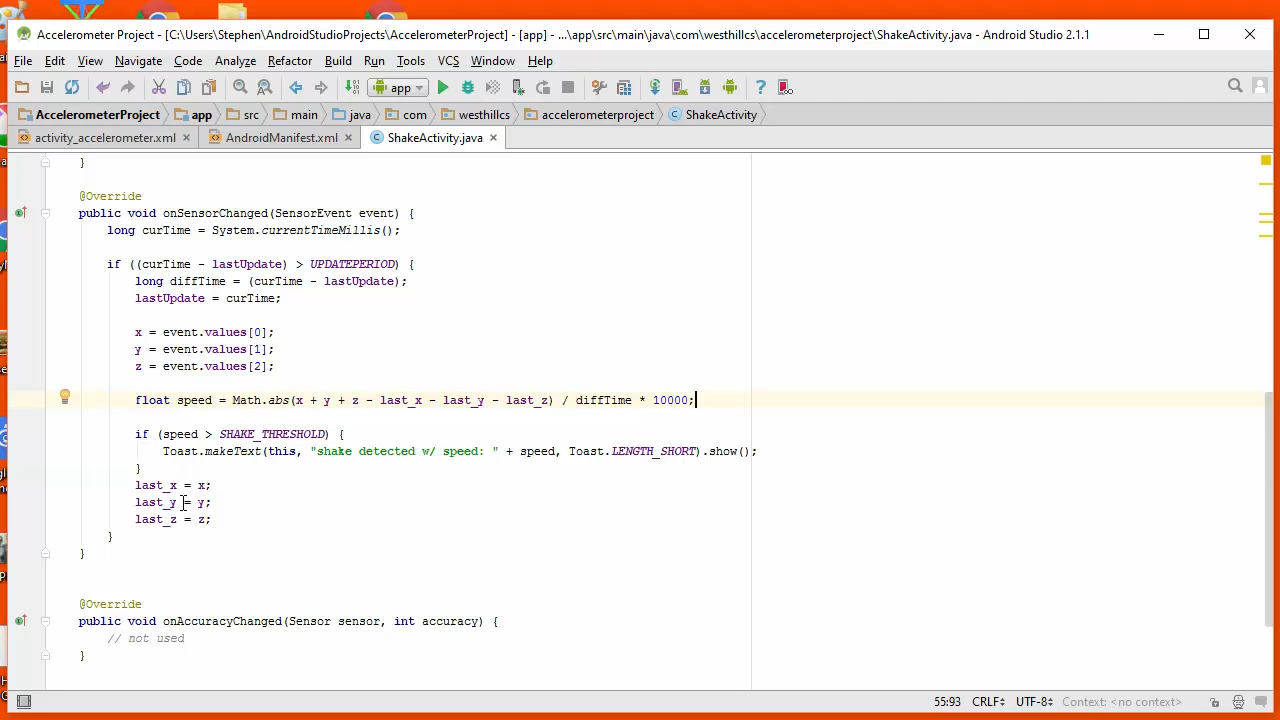 Accelerometer Project - [C:\Users\Stephen\AndroidStudioProjects\AccelerometerProject] - [app] - ...\app\src\main\java\com\westhillcs\accelerometerproject\ShakeActivity.java - Android Studio 2.1.1
File Edit View Navigate Code Analyze Refactor Build Run Tools VCS Window Help
app
AccelerometerProject app src main java com westhillcs accelerometerproject ShakeActivity
activity_accelerometer.xml AndroidManifest.xml ShakeActivity.java
}
@Override
public void onSensorChanged(SensorEvent event) {
long curTime = System.currentTimeMillis();
if ((curTime - lastUpdate) > UPDATEPERIOD) {
long diffTime = (curTime - lastUpdate);
lastUpdate = curTime;
x = event.values[0];
y = event.values[1];
z = event.values[2];
float speed = Math.abs(x + y + z - last_x - last_y - last_z) / diffTime * 10000;
if (speed > SHAKE_THRESHOLD) {
Toast.makeText(this, "shake detected w/ speed: " + speed, Toast.LENGTH_SHORT).show();
}
last_x = x;
last_y = y;
last_z = z;
}
}
@Override
public void onAccuracyChanged(Sensor sensor, int accuracy) {
// not used
}
55:93 CRLF UTF-8 Context: <no context>